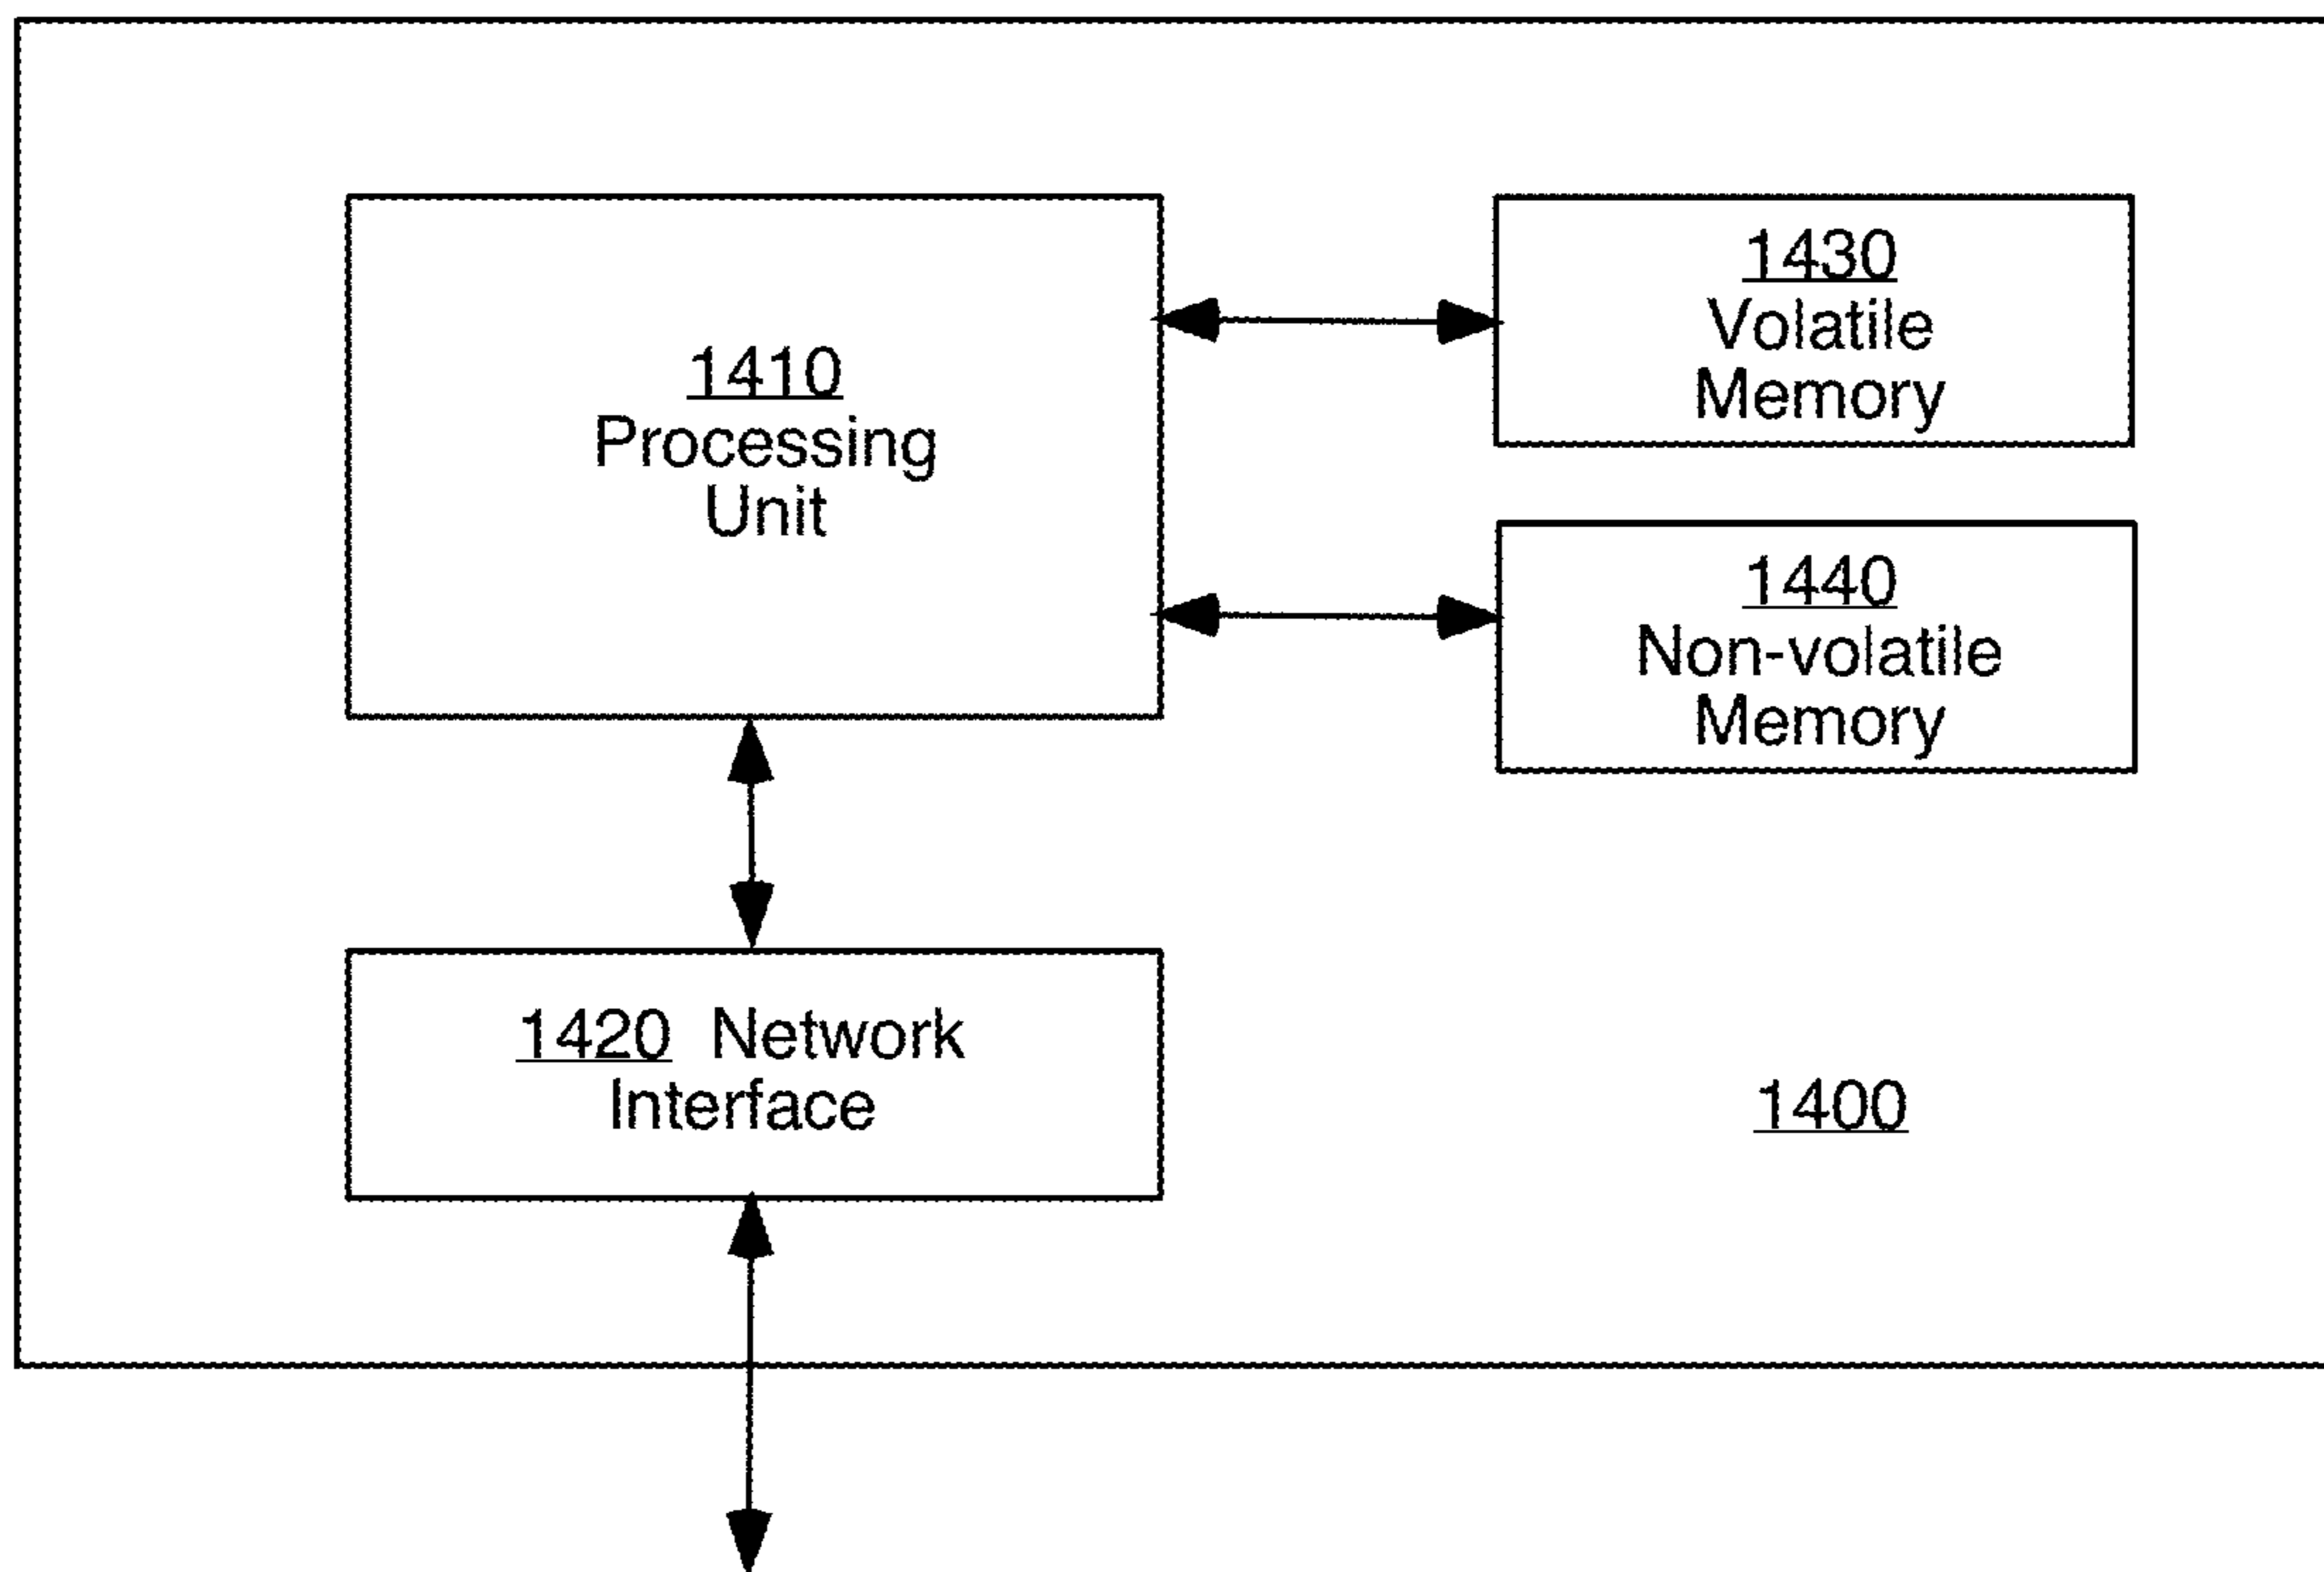 1410
Processing
Unit
1430
Volatile
Memory
1440
Non-volatile
Memory
1420 Network
Interface
1400